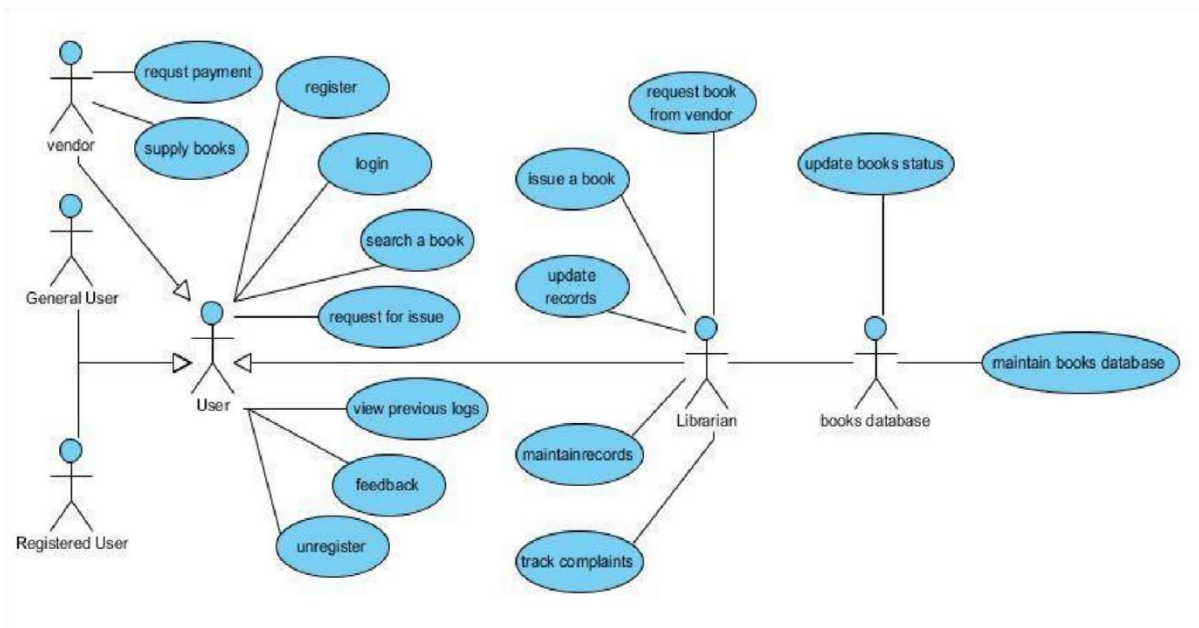 requst payment
register
request book
from vendor
vendor
supply books
login
issue a book
update books status
General User
search a book
update
records
request for issue
maintain books database
User
view previous logs
Librarian
books database
maintainrecords
feedback
Registered User
unregister
track complaints